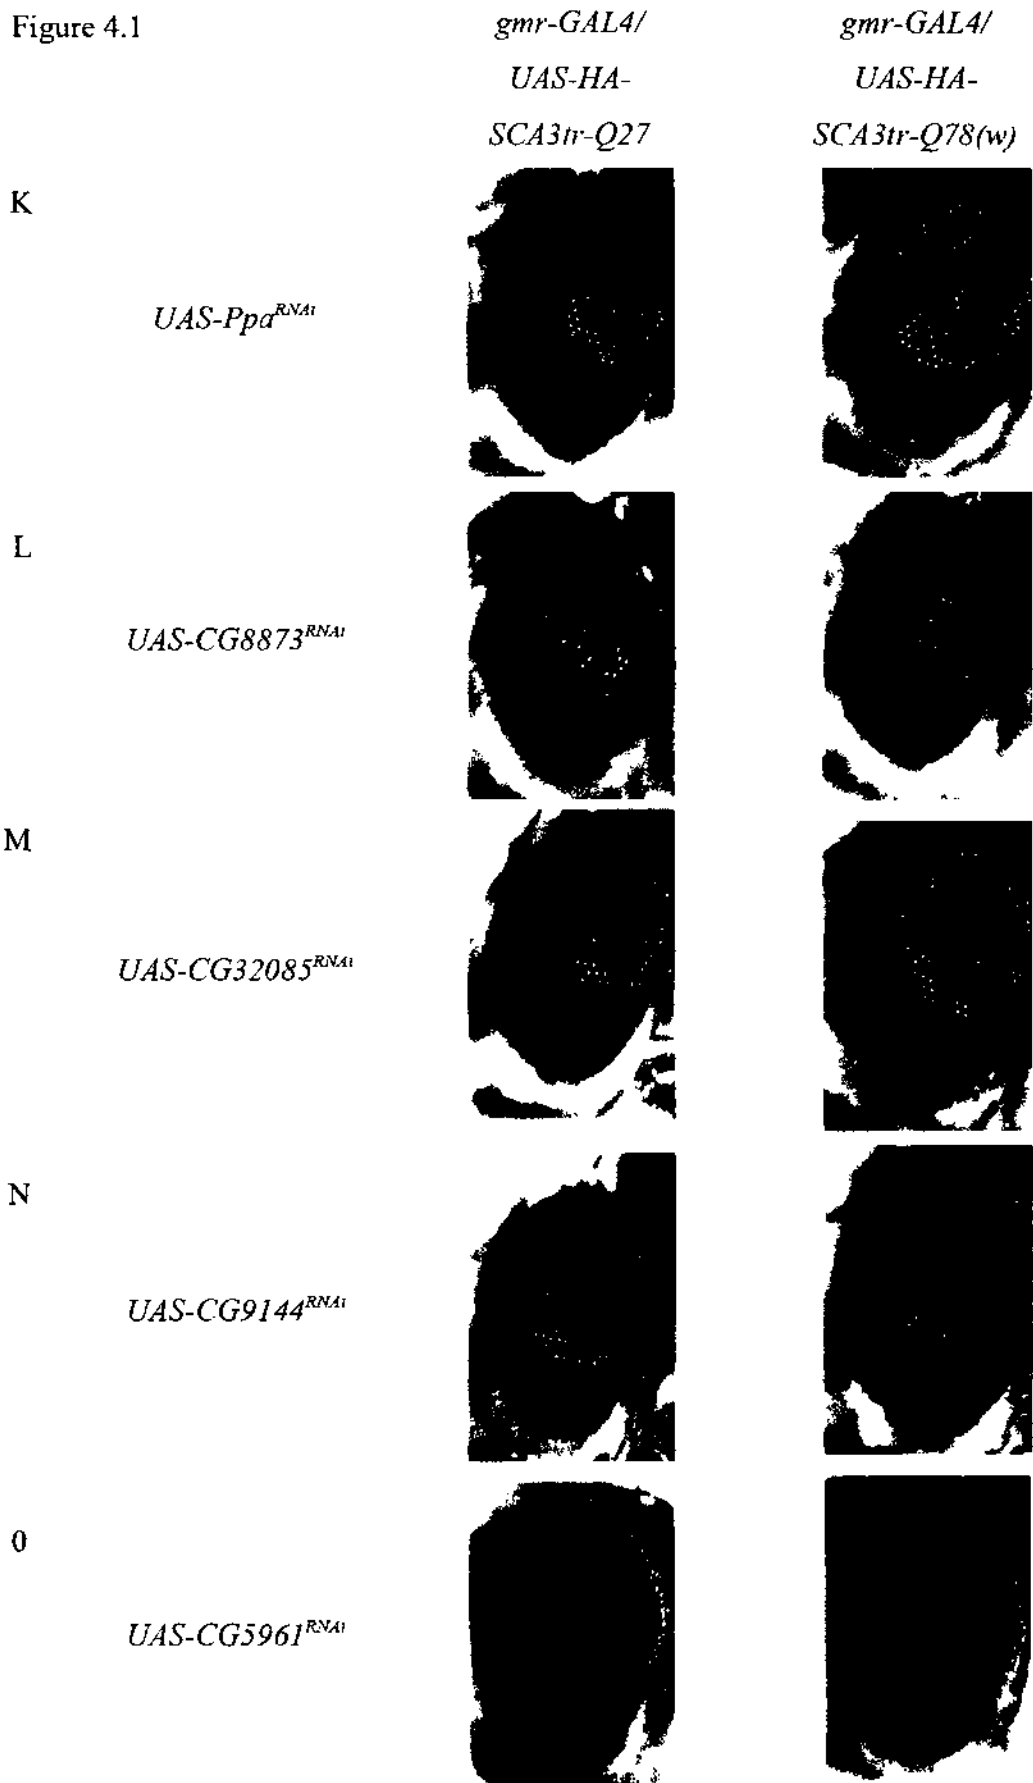 Figure 4.1
gmr-GAL4/
UAS-HA-
SCA3tr-Q27
gmr-GAL4/
UAS-HA-
SCA3tr-Q78(w)
K
UAS-Ppa^RNAi
L
UAS-CG8873^RNAi
M
UAS-CG32085^RNAi
N
UAS-CG9144^RNAi
0
UAS-CG5961^RNAi